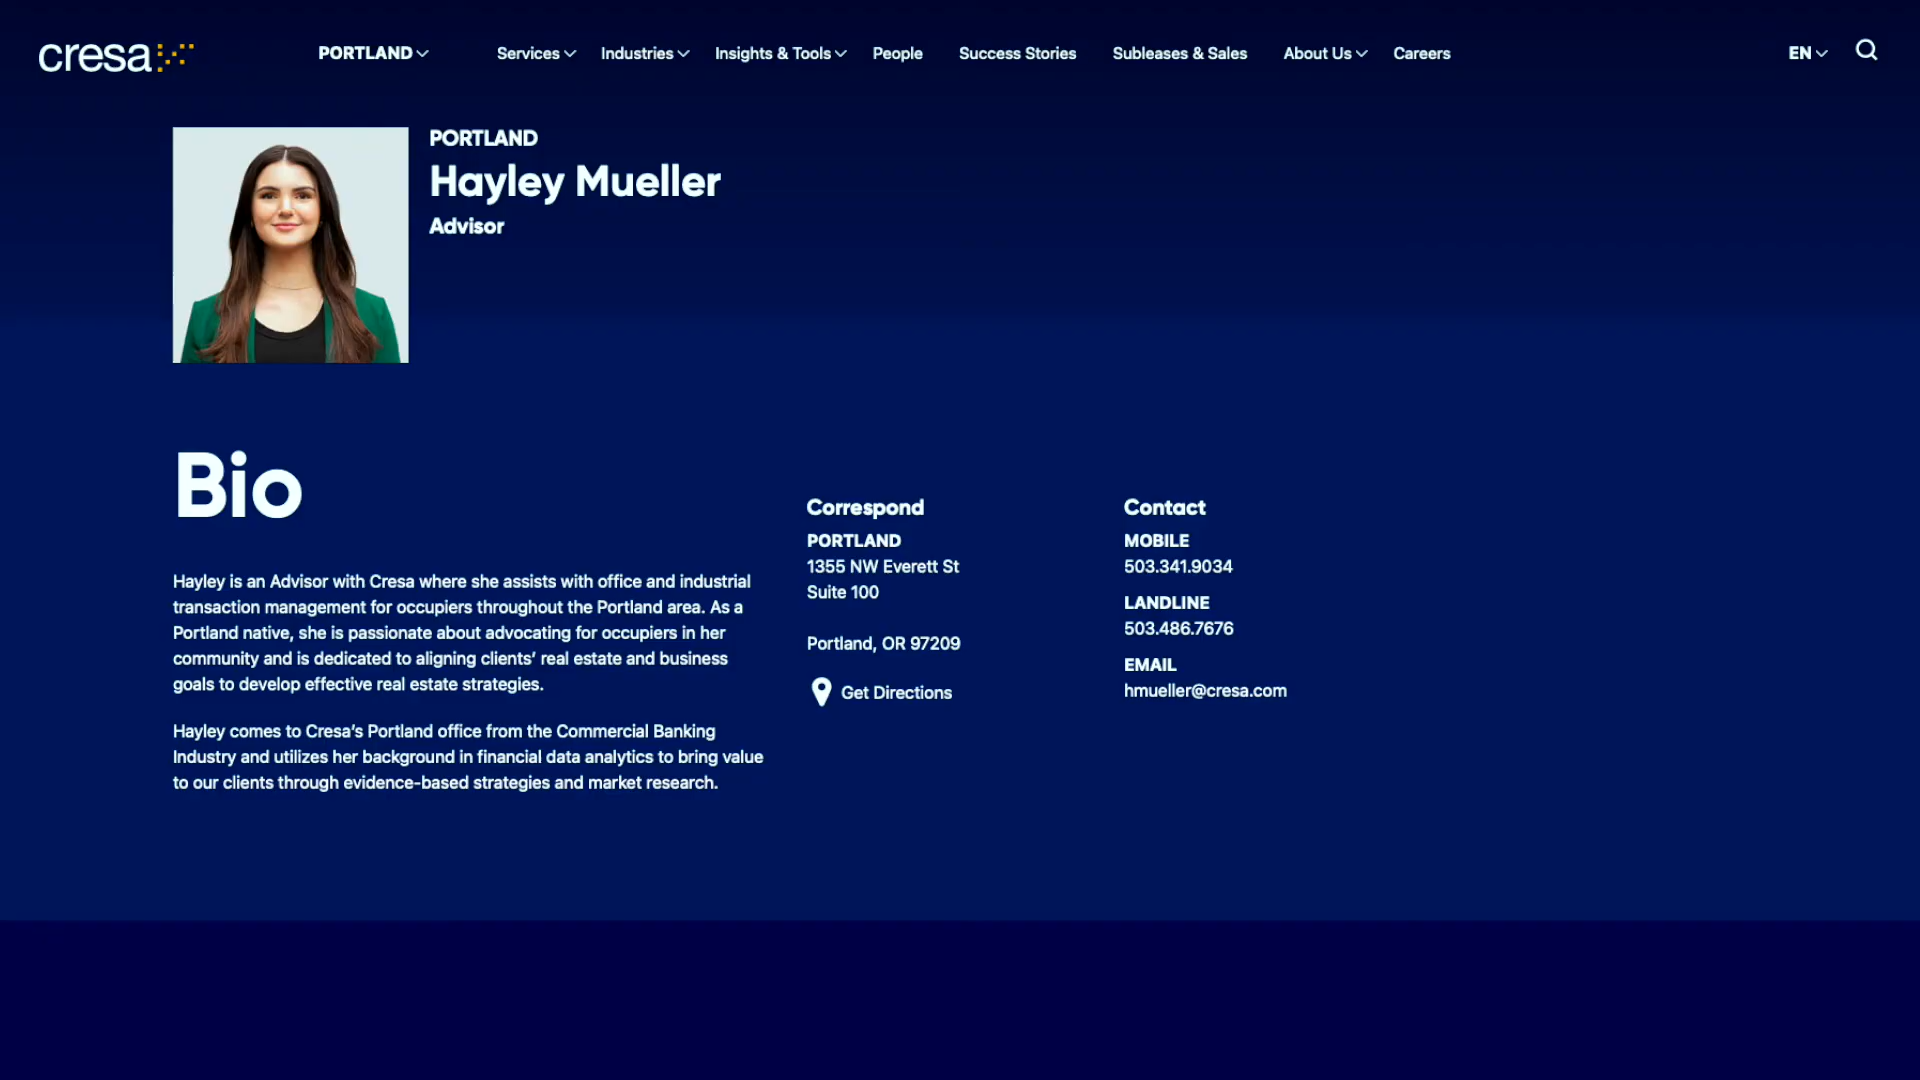 cresa
PORTLAND
Services
Industries
Insights & Tools
People
Success Stories
Subleases & Sales
About Us
Careers
EN
PORTLAND
Hayley Mueller
Advisor
Bio
Hayley is an Advisor with Cresa where she assists with office and industrial
transaction management for occupiers throughout the Portland area. As a
Portland native, she is passionate about advocating for occupiers in her
community and is dedicated to aligning clients’ real estate and business
goals to develop effective real estate strategies.
Hayley comes to Cresa’s Portland office from the Commercial Banking
Industry and utilizes her background in financial data analytics to bring value
to our clients through evidence-based strategies and market research.
Correspond
PORTLAND
1355 NW Everett St
Suite 100
Portland, OR 97209
Get Directions
Contact
MOBILE
503.341.9034
LANDLINE
503.486.7676
EMAIL
hmueller@cresa.com